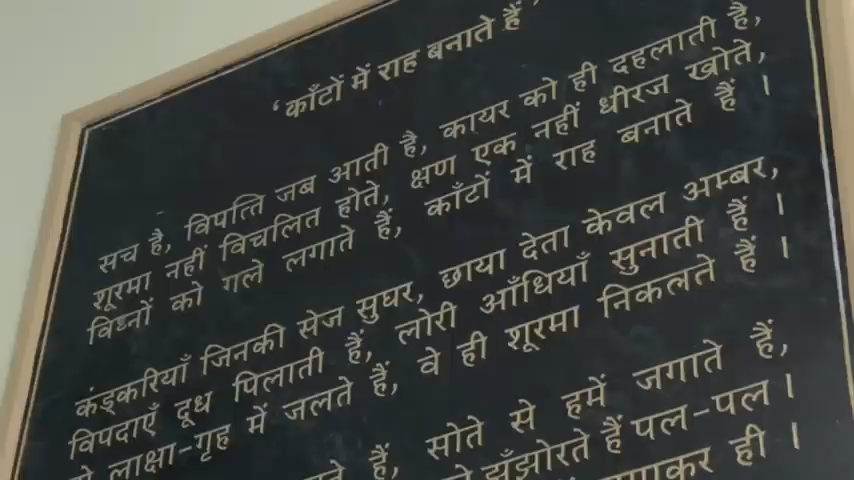 'काँटों में राह बनाते हैं'
सच है, विपत्ति जब आती है, कायर को ही दहलाती है,
शूरमा नहीं विचलित होते, क्षण एक नहीं धीरज खोते,
विघ्नों को गले लगाते हैं, काँटों में राह बनाते हैं ।
कंड्करियाँ जिनकी सेज सुघर, छाया देता केवल अम्बर,
विपदाएँ दूध पिलाती हैं, लोरी आँधियाँ सुनाती हैं ।
लाक्षा-गृह में जलते हैं, वे ही शूरमा निकलते हैं ।
हैं, सोते से हमें जगाते हैं,
झँझोरते हैं पल-पल ।
ही ।